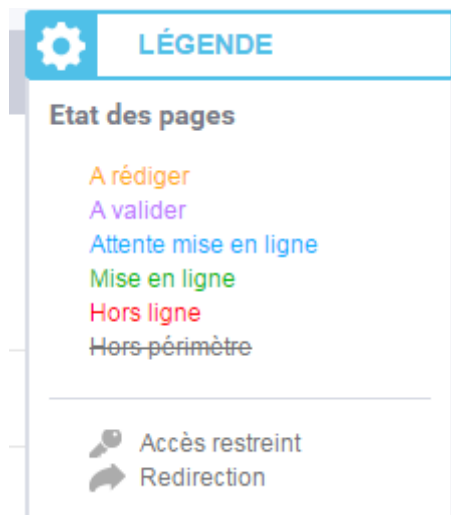 LÉGENDE
Etat des pages
A rédiger
A valider
Attente mise en ligne
Mise en ligne
Hors ligne
Hors périmètre
Accès restreint
Redirection